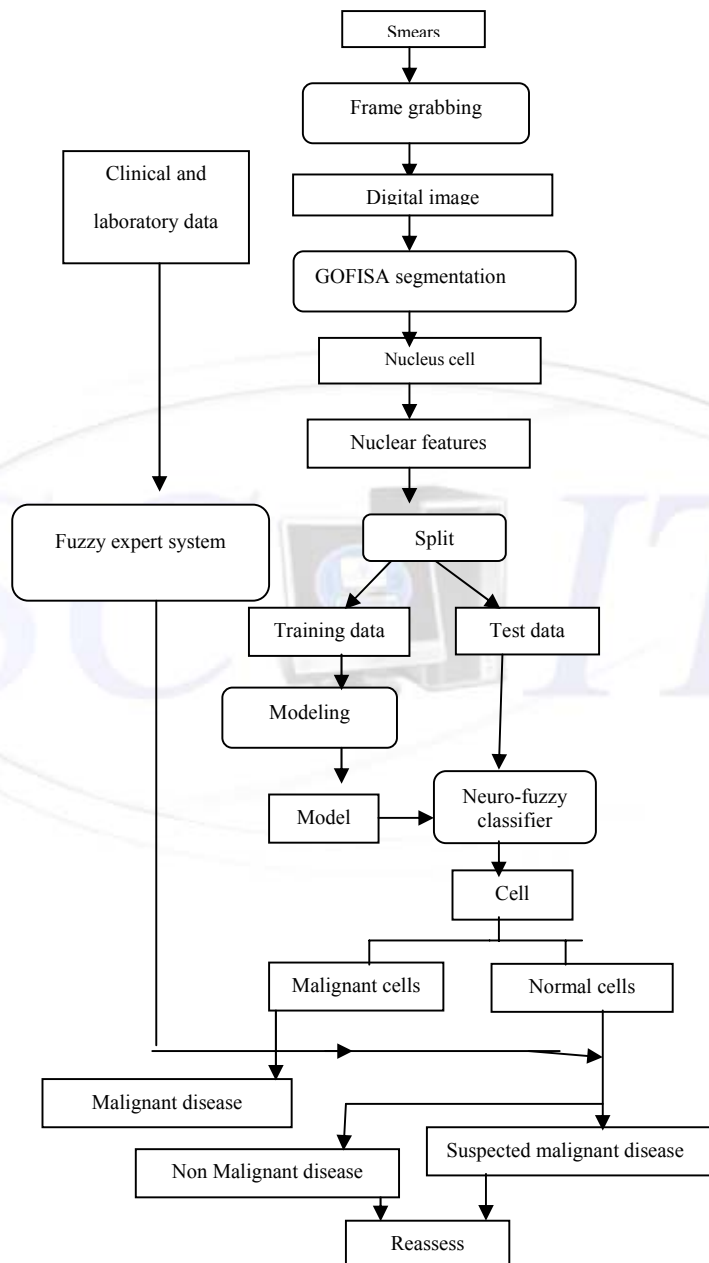 Smears
Frame grabbing
Clinical and
laboratory data
Digital image
GOFISA segmentation
Nucleus cell
Nuclear features
Fuzzy expert system
Split
Training data
Test data
Modeling
Model
Neuro-fuzzy
classifier
Cell
Malignant cells
Normal cells
Malignant disease
Non Malignant disease
Suspected malignant disease
Reassess